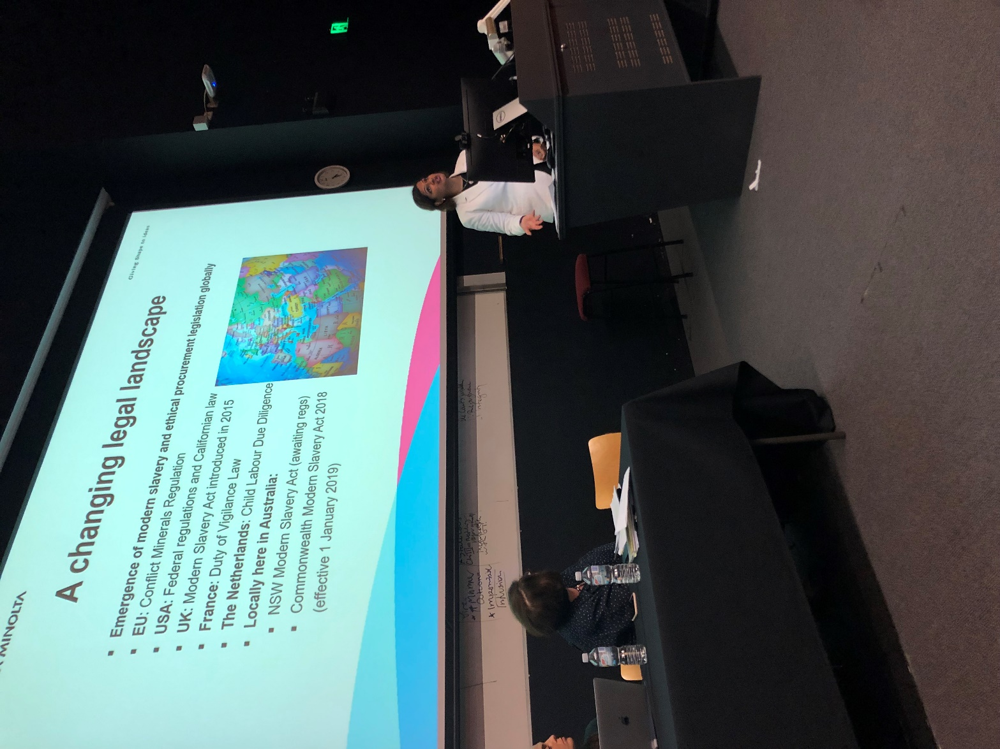 MINOLTA
Giving Shape to Ideas
A changing legal landscape
▪ Emergence of modern slavery and ethical procurement legislation globally
▪ EU: Conflict Minerals Regulation
▪ USA: Federal regulations and Californian law
▪ UK: Modern Slavery Act introduced in 2015
▪ France: Duty of Vigilance Law
▪ The Netherlands: Child Labour Due Diligence
▪ Locally here in Australia:
▪ NSW Modern Slavery Act (awaiting regs)
▪ Commonwealth Modern Slavery Act 2018
(effective 1 January 2019)
DELL